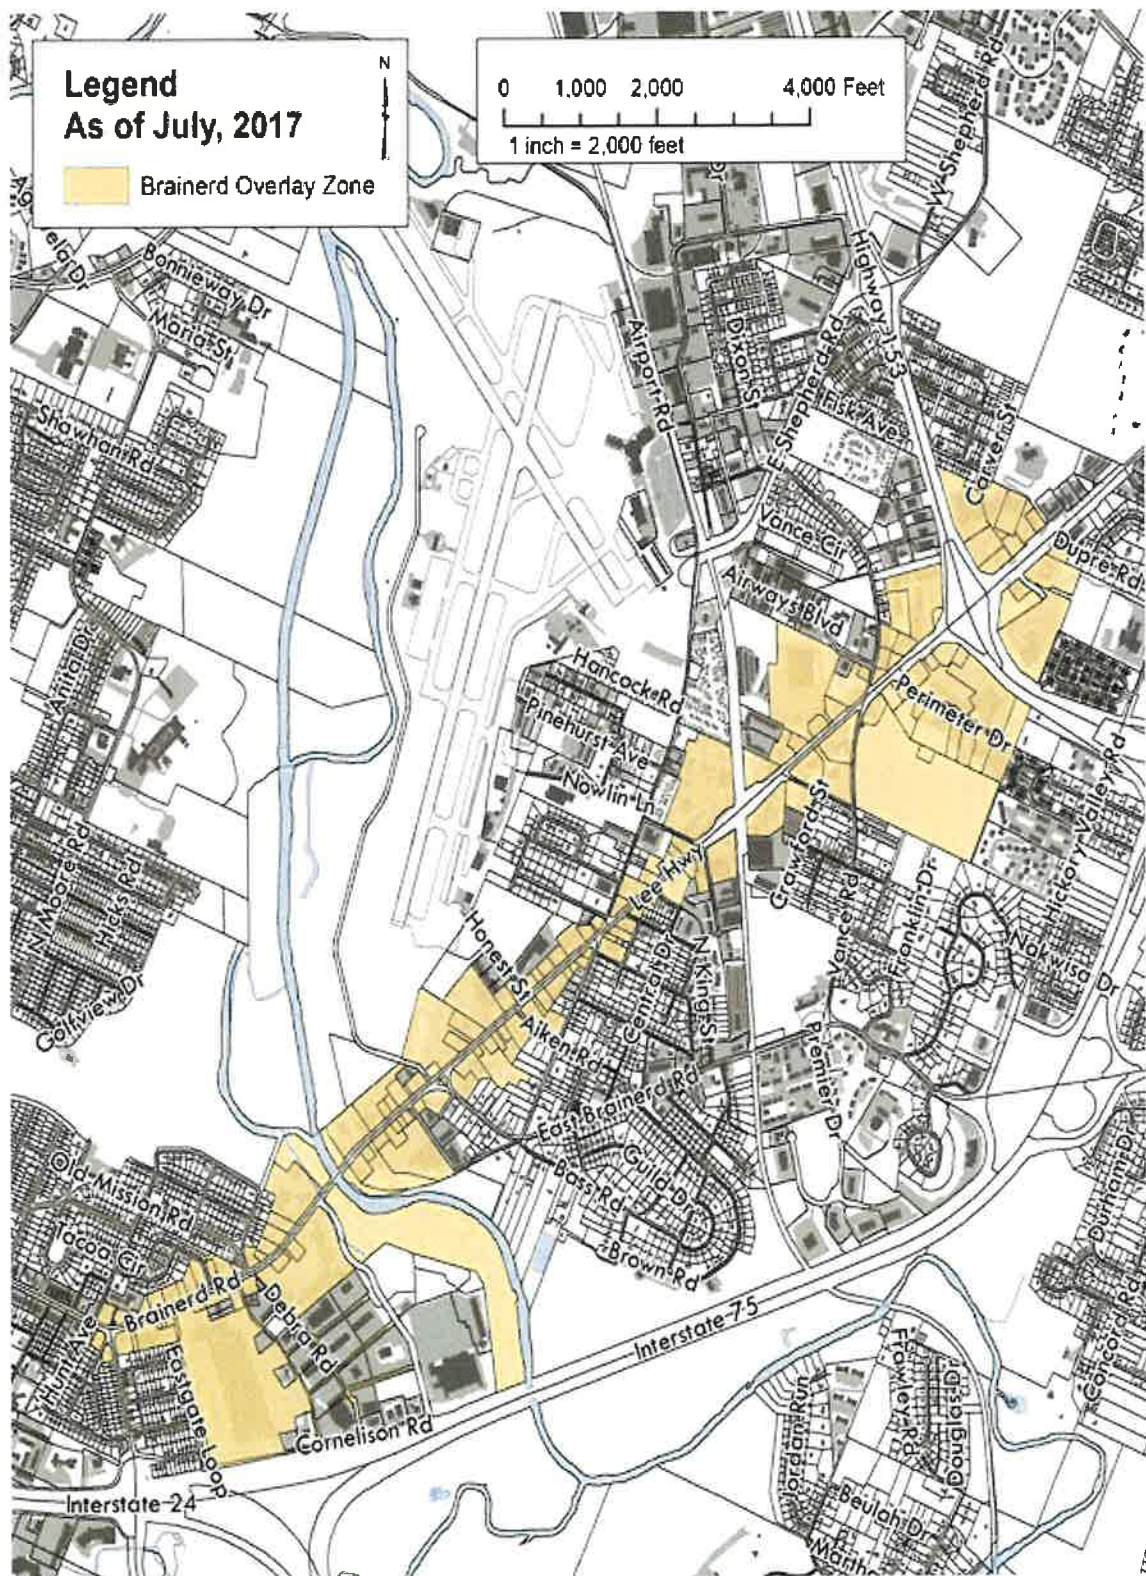 Legend
As of July, 2017
N
Brainerd Overlay Zone
0 1,000 2,000 4,000 Feet
1 inch = 2,000 feet
W Shepherd Rd
Bonnieway Dr
Maria St
Highway 153
Airport Rd
Dixon St
E Shepherd Rd
Fisk Ave
Carven St
Shawhan Rd
Vance Cir
Dupre Rd
Airways Blvd
Anita Dr
Hancock Rd
Perimeter Dr
Pinehurst Ave
Nowlin Ln
Crawford St
Hickory Valley Rd
N Moore Rd
Hicks Rd
Lee Hwy
Honest St
Vance Rd
Franklin Dr
Nakwisa Dr
Golfview Dr
Central Dr
N King St
Aiken Rd
Premier Dr
East Brainerd Rd
Bass Rd
Guild Dr
Old Mission Rd
Tacoa Cir
Brown Rd
Durham Dr
Brainerd Rd
Debra Rd
Interstate 75
Concord Rd
Hunt Ave
Eastgate Loop
Cornelison Rd
Jordan Run
Frawley Rd
Douglas Dr
Interstate 24
Beulah Dr